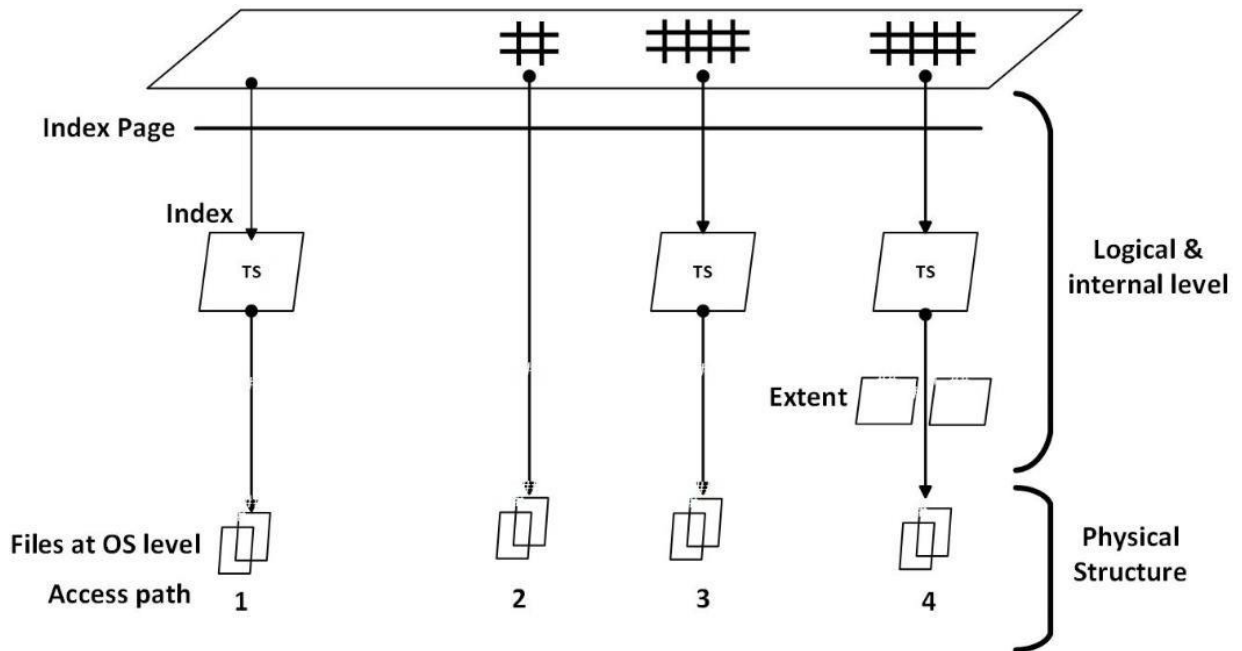 Index Page
Index
TS
TS
TS
Logical &
internal level
Extent
Files at OS level
Physical
Structure
Access path
1
2
3
4